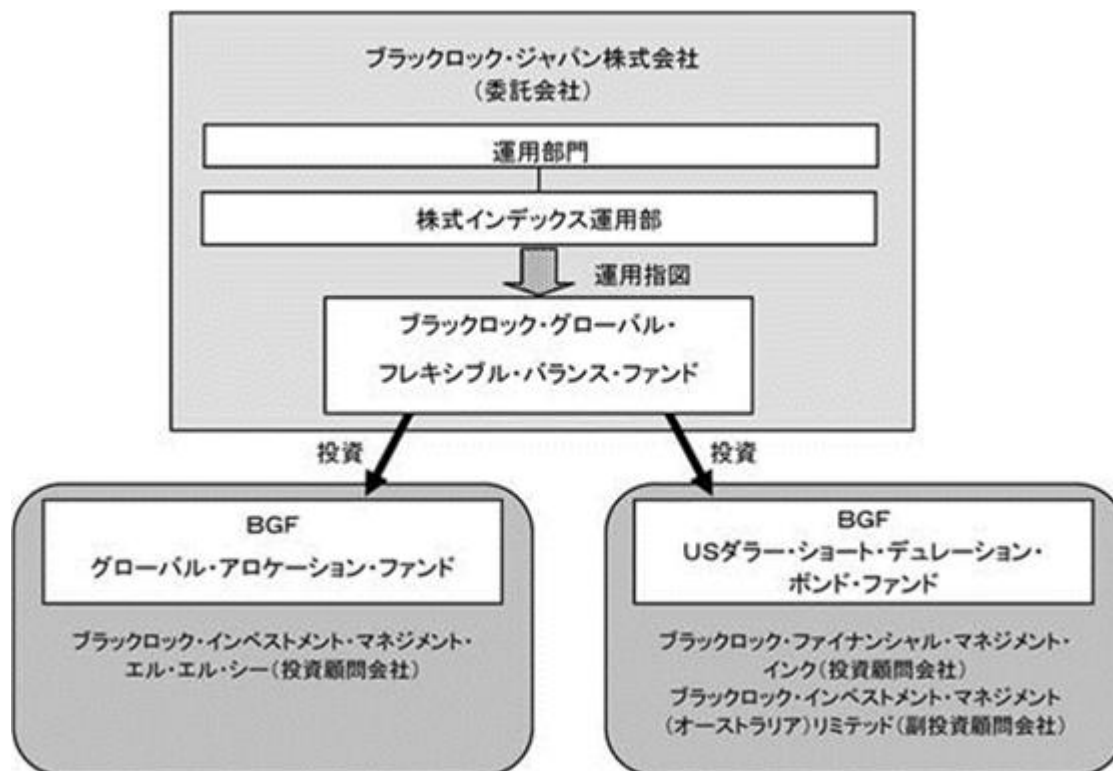 ブラックロック・ジャパン株式会社
（委託会社）
運用部門
株式インデックス運用部
運用指図
ブラックロック・グローバル・
フレキシブル・バランス・ファンド
投資
投資
BGF
グローバル・アロケーション・ファンド
ブラックロック・インベストメント・マネジメント・
エル・エル・シー（投資顧問会社）
BGF
USダラー・ショート・デュレーション・
ボンド・ファンド
ブラックロック・ファイナンシャル・マネジメント・
インク（投資顧問会社）
ブラックロック・インベストメント・マネジメント
（オーストラリア）リミテッド（副投資顧問会社）